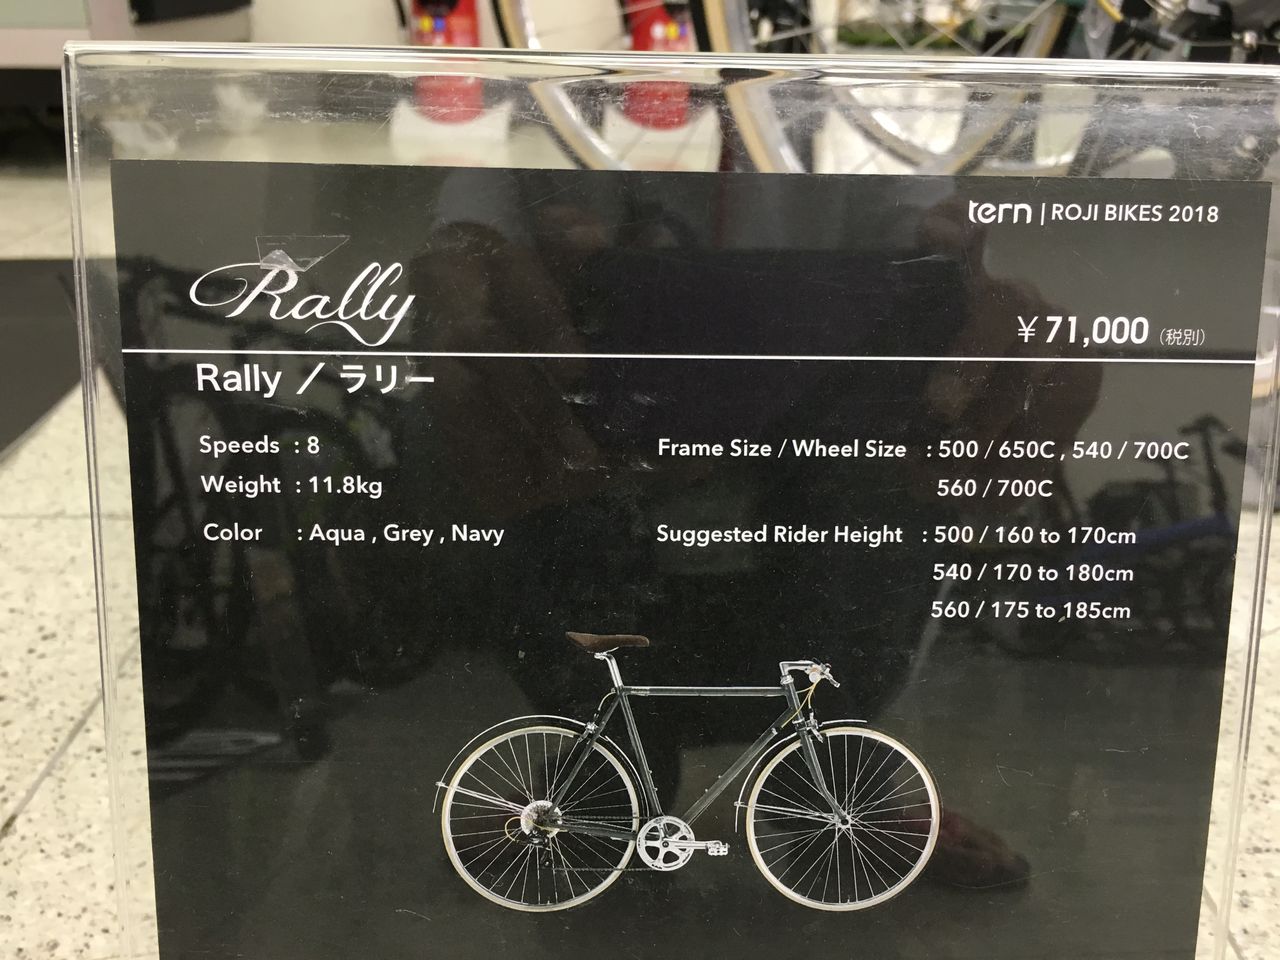 tern | ROJI BIKES 2018
Rally
¥71,000 (税別)
Rally / ラリー
Speeds : 8
Weight : 11.8kg
Color : Aqua , Grey , Navy
Frame Size / Wheel Size : 500 / 650C , 540 / 700C
560 / 700C
Suggested Rider Height : 500 / 160 to 170cm
540 / 170 to 180cm
560 / 175 to 185cm